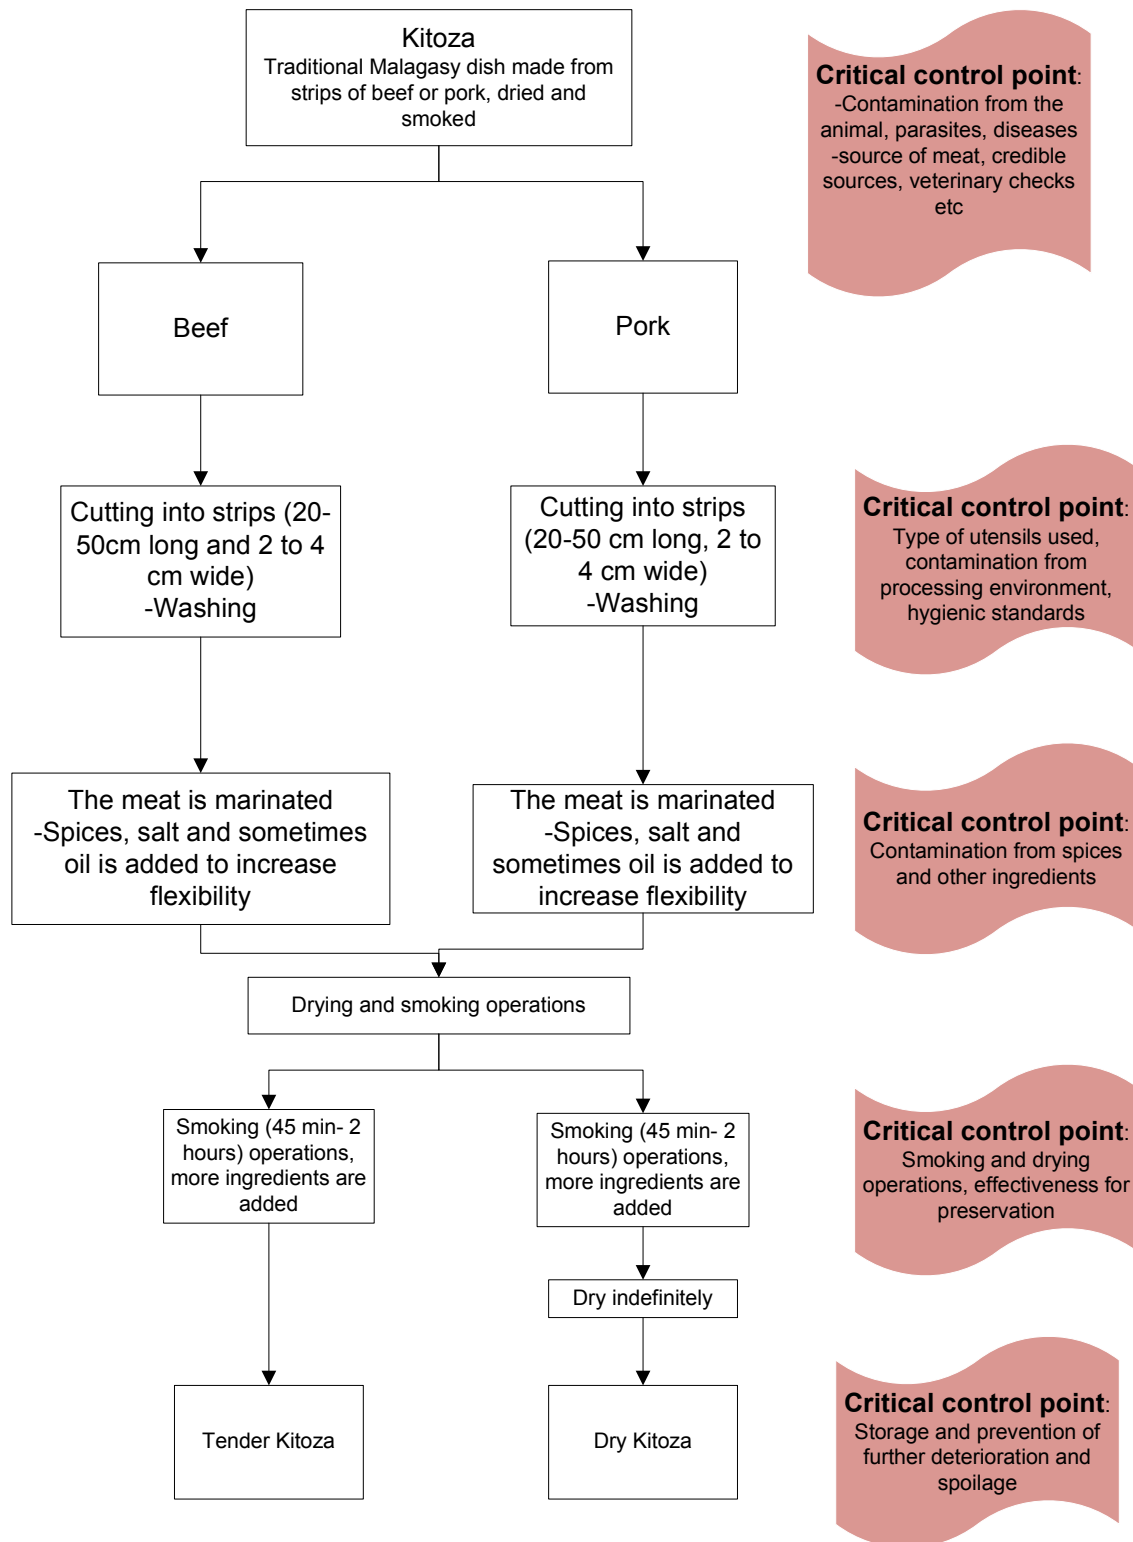 Kitoza
Traditional Malagasy dish made from
strips of beef or pork, dried and
smoked
Critical control point:
-Contamination from the
animal, parasites, diseases
-source of meat, credible
sources, veterinary checks
etc
Beef
Pork
Cutting into strips (20-
50cm long and 2 to 4
cm wide)
-Washing
Cutting into strips
(20-50 cm long, 2 to
4 cm wide)
-Washing
Critical control point:
Type of utensils used,
contamination from
processing environment,
hygienic standards
The meat is marinated
-Spices, salt and sometimes
oil is added to increase
flexibility
The meat is marinated
-Spices, salt and
sometimes oil is added to
increase flexibility
Critical control point:
Contamination from spices
and other ingredients
Drying and smoking operations
Smoking (45 min- 2
hours) operations,
more ingredients are
added
Smoking (45 min- 2
hours) operations,
more ingredients are
added
Critical control point:
Smoking and drying
operations, effectiveness for
preservation
Dry indefinitely
Tender Kitoza
Dry Kitoza
Critical control point:
Storage and prevention of
further deterioration and
spoilage